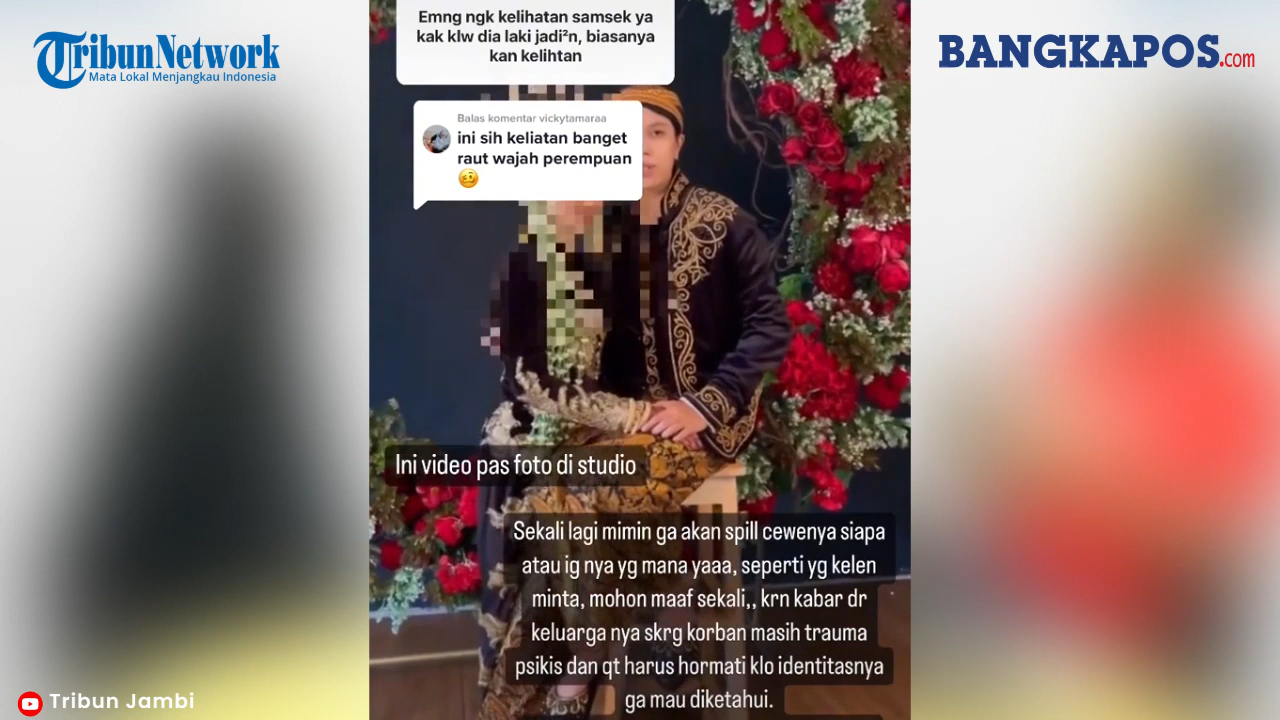 TribunNetwork
Mata Lokal Menjangkau Indonesia
BANGKAPOS.com
Emng ngk kelihatan samsek ya
kak klw dia laki jadi²n, biasanya
kan kelihtan
Balas komentar vickytamaraa
ini sih keliatan banget
raut wajah perempuan
🥴
Ini video pas foto di studio
Sekali lagi mimin ga akan spill cewenya siapa
atau ig nya yg mana yaaa, seperti yg kelen
minta, mohon maaf sekali,, krn kabar dr
keluarga nya skrg korban masih trauma
psikis dan qt harus hormati klo identitasnya
ga mau diketahui.
Tribun Jambi